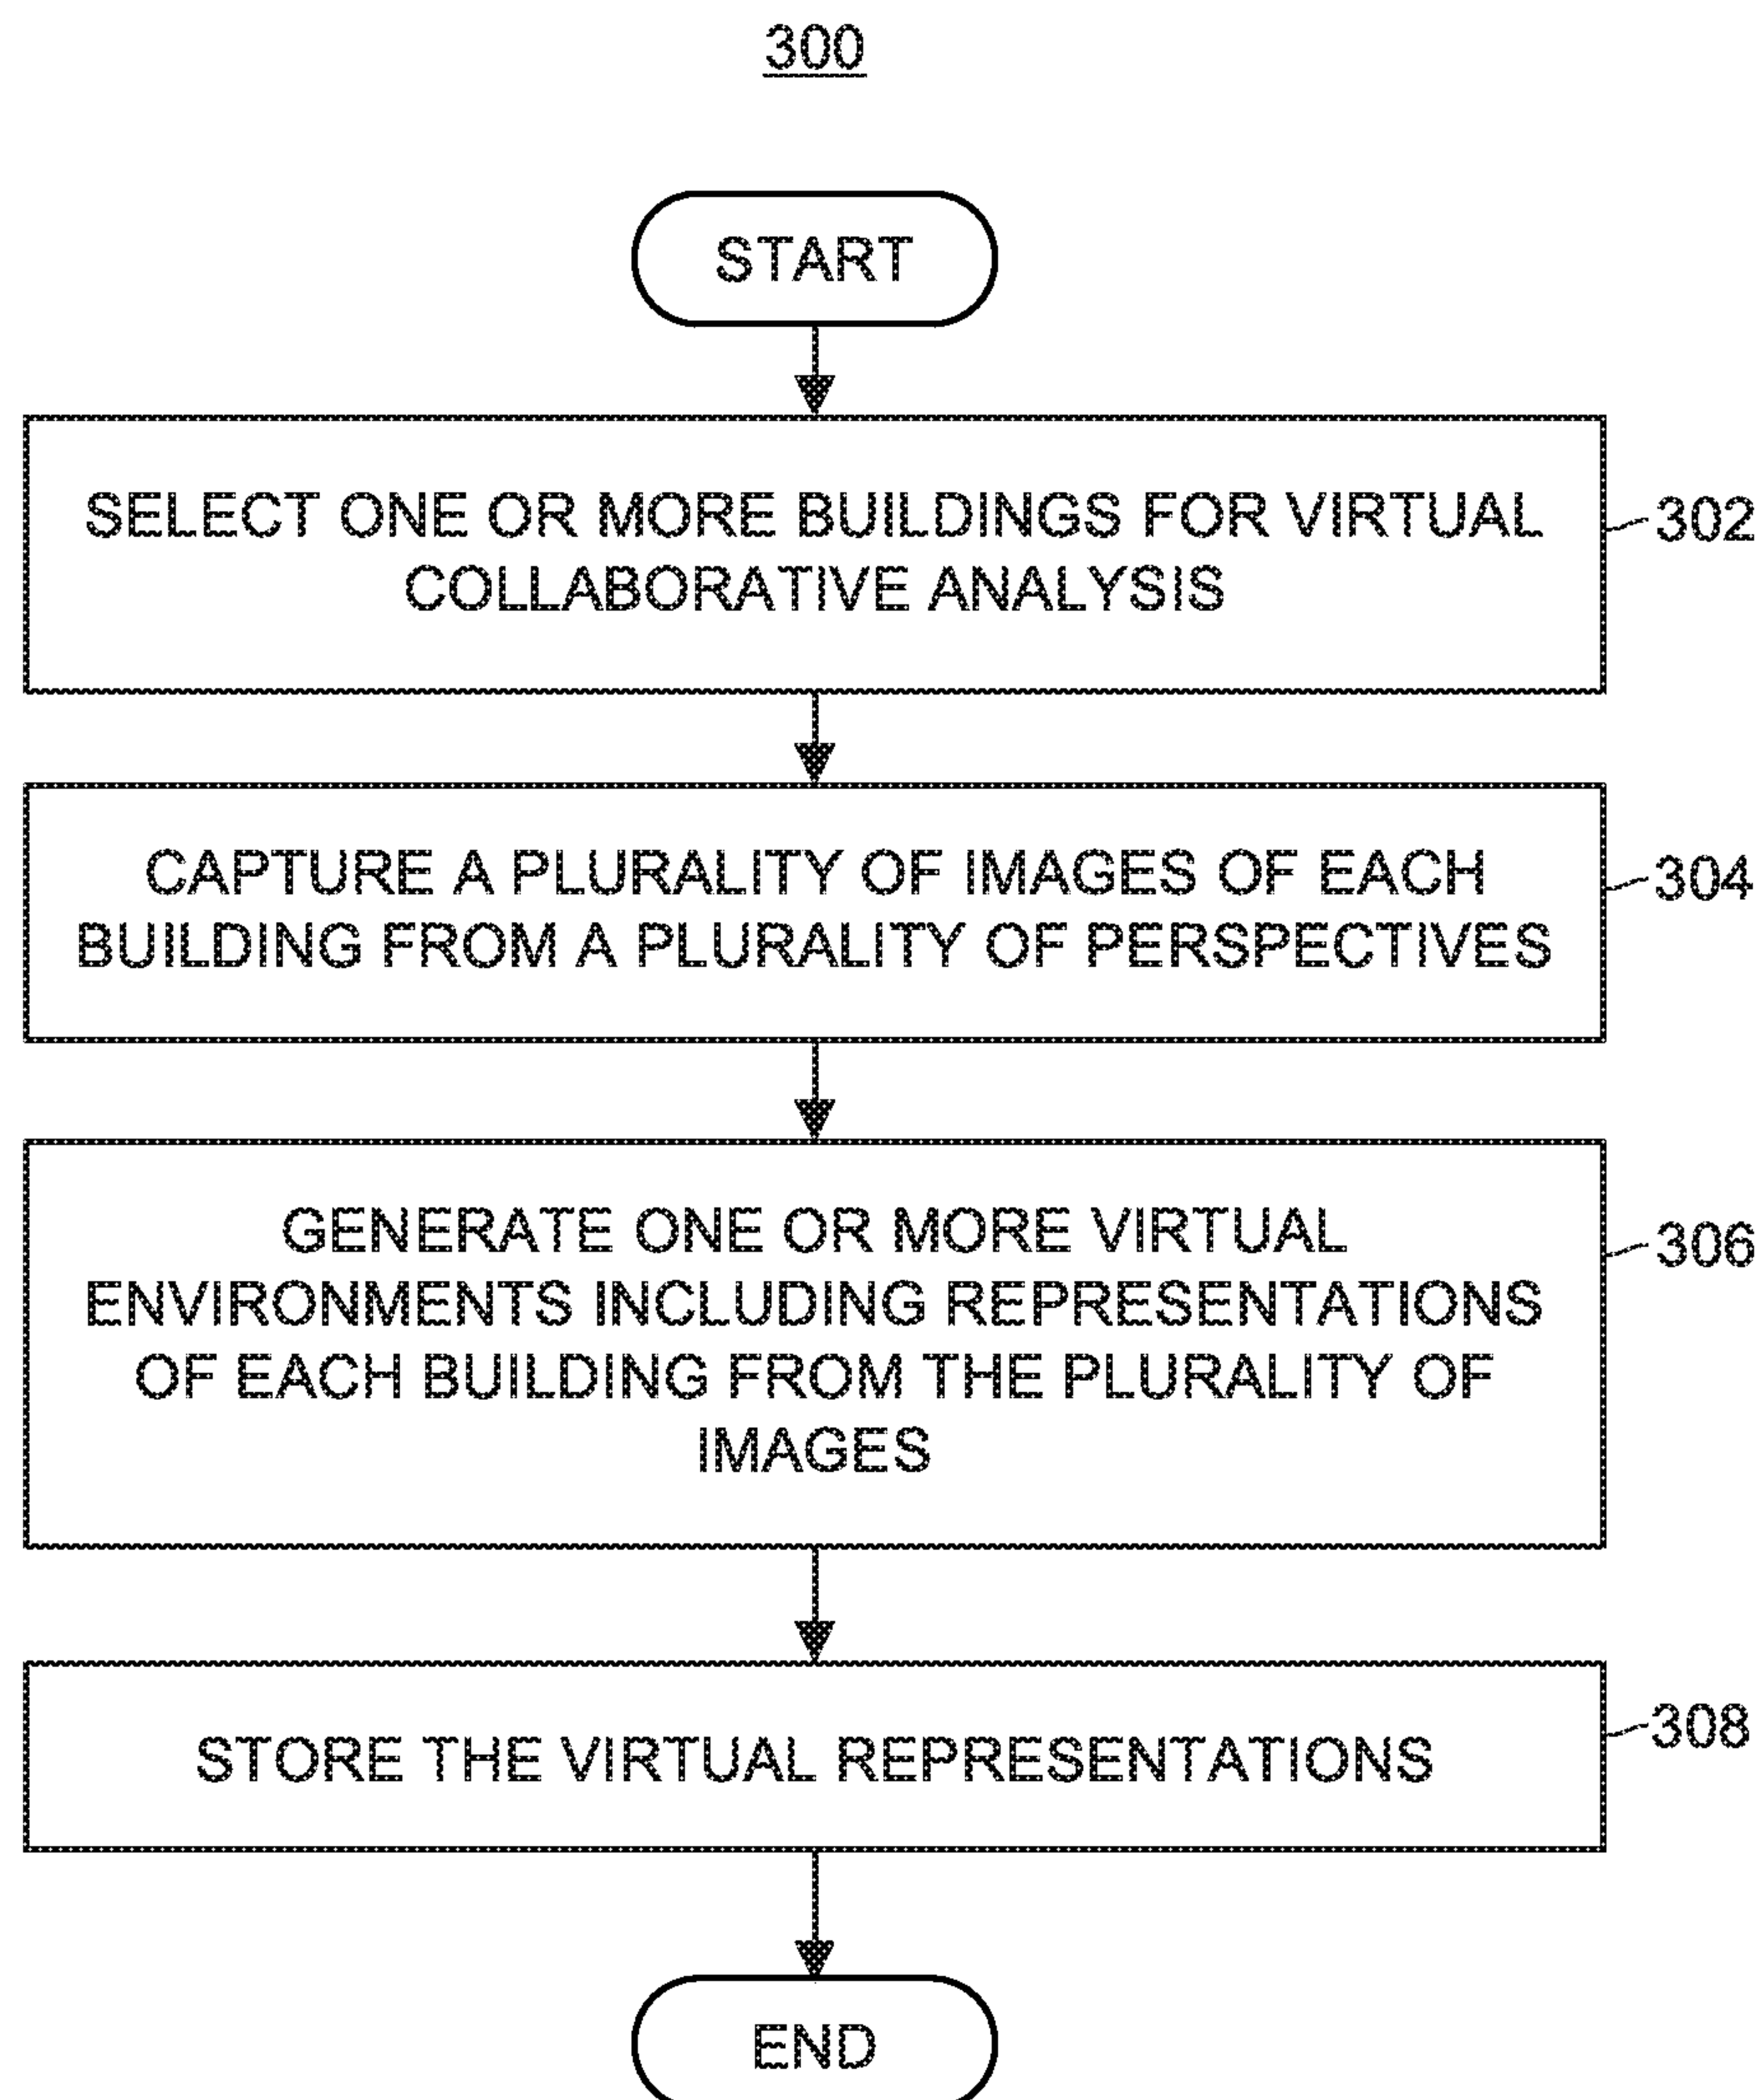 300
START
SELECT ONE OR MORE BUILDINGS FOR VIRTUAL
COLLABORATIVE ANALYSIS
302
CAPTURE A PLURALITY OF IMAGES OF EACH
BUILDING FROM A PLURALITY OF PERSPECTIVES
304
GENERATE ONE OR MORE VIRTUAL
ENVIRONMENTS INCLUDING REPRESENTATIONS
OF EACH BUILDING FROM THE PLURALITY OF
IMAGES
306
STORE THE VIRTUAL REPRESENTATIONS
308
END